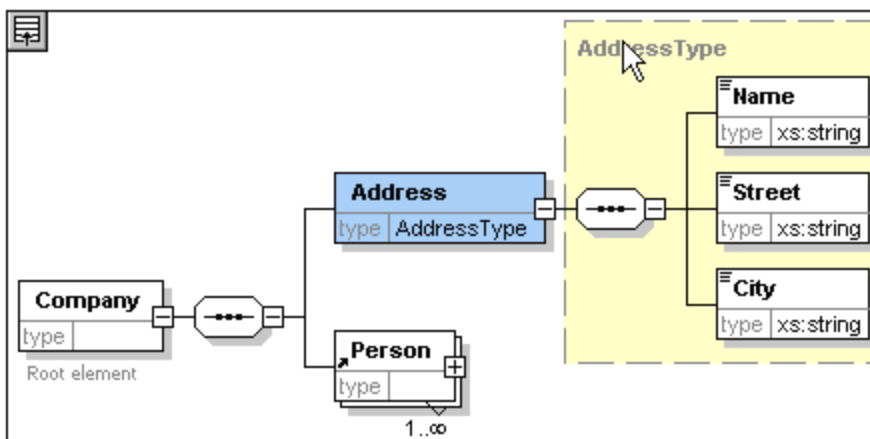 AddressType
Name
type xs:string
Address
type AddressType
Street
type xs:string
Company
type
Root element
City
type xs:string
Person
type
1..∞